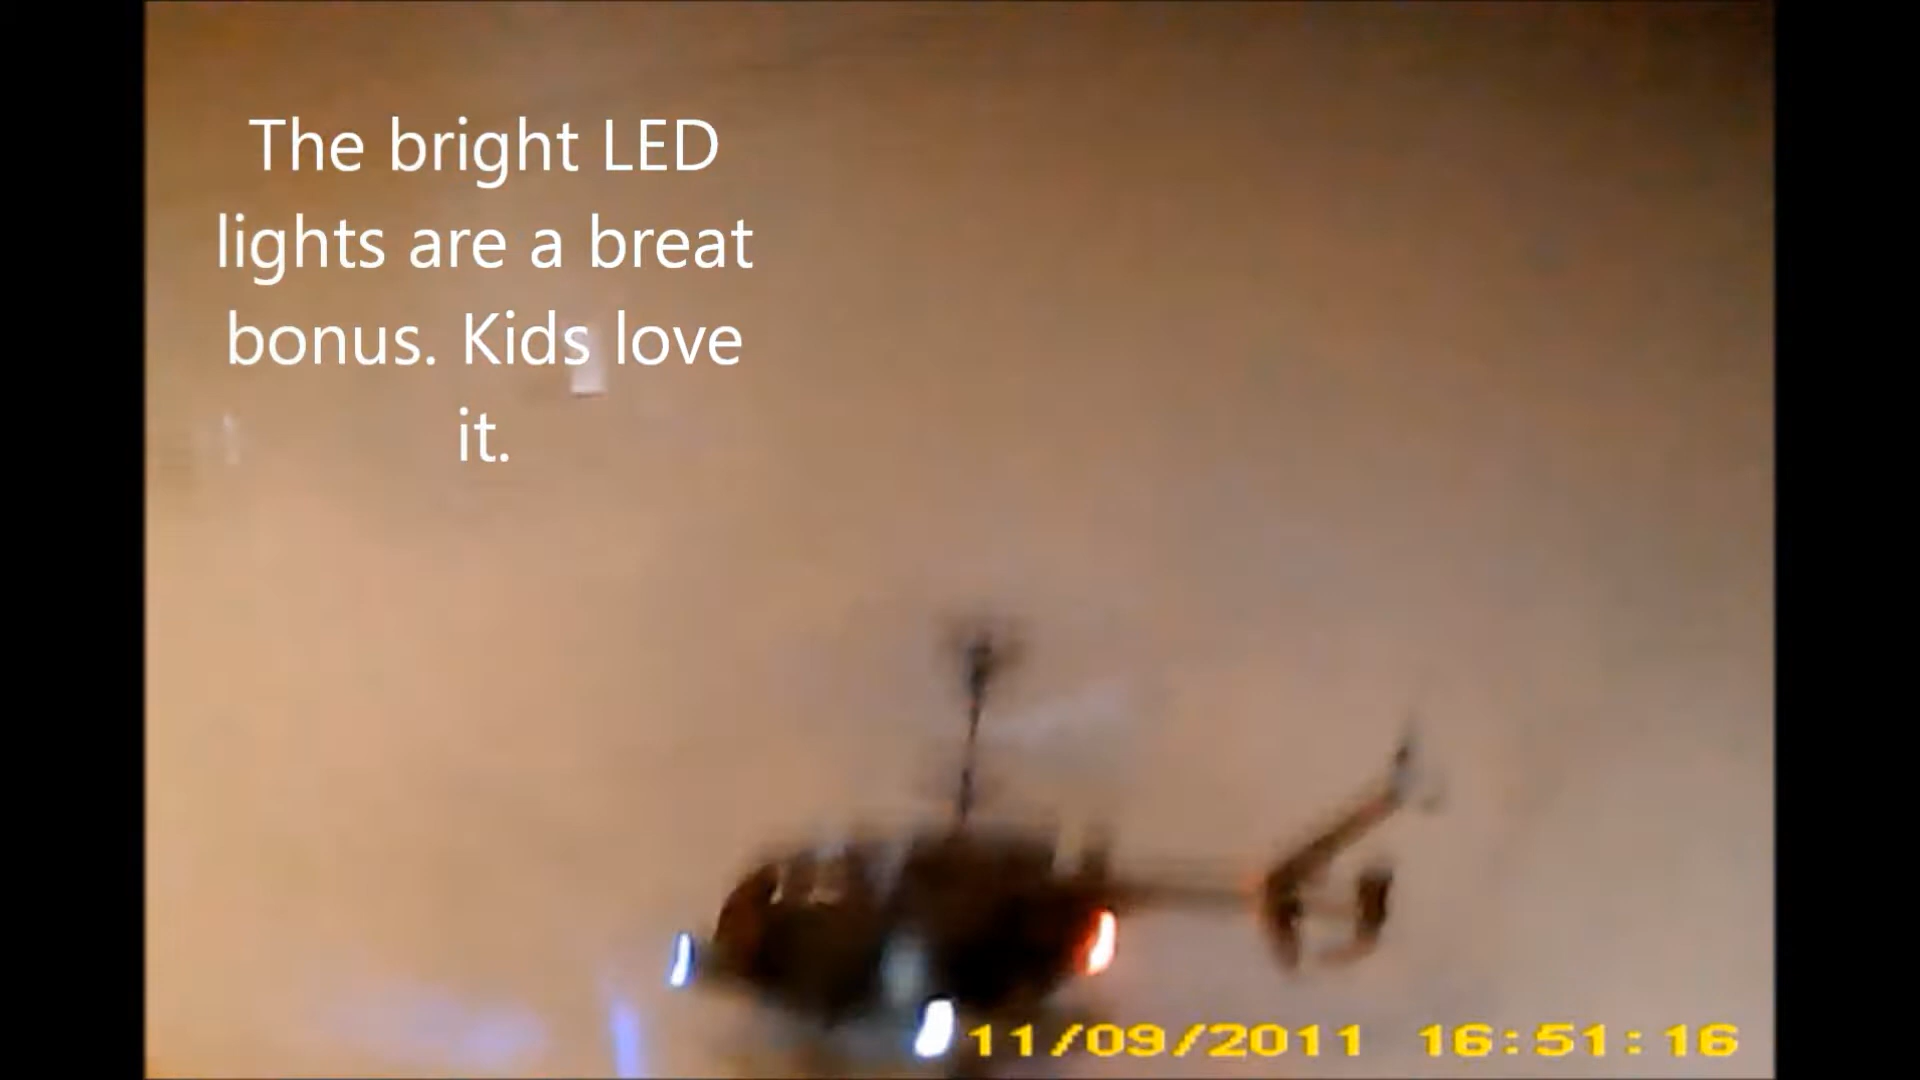 The bright LED
lights are a breat
bonus. Kids love
it.
11/09/2011 16:51:16